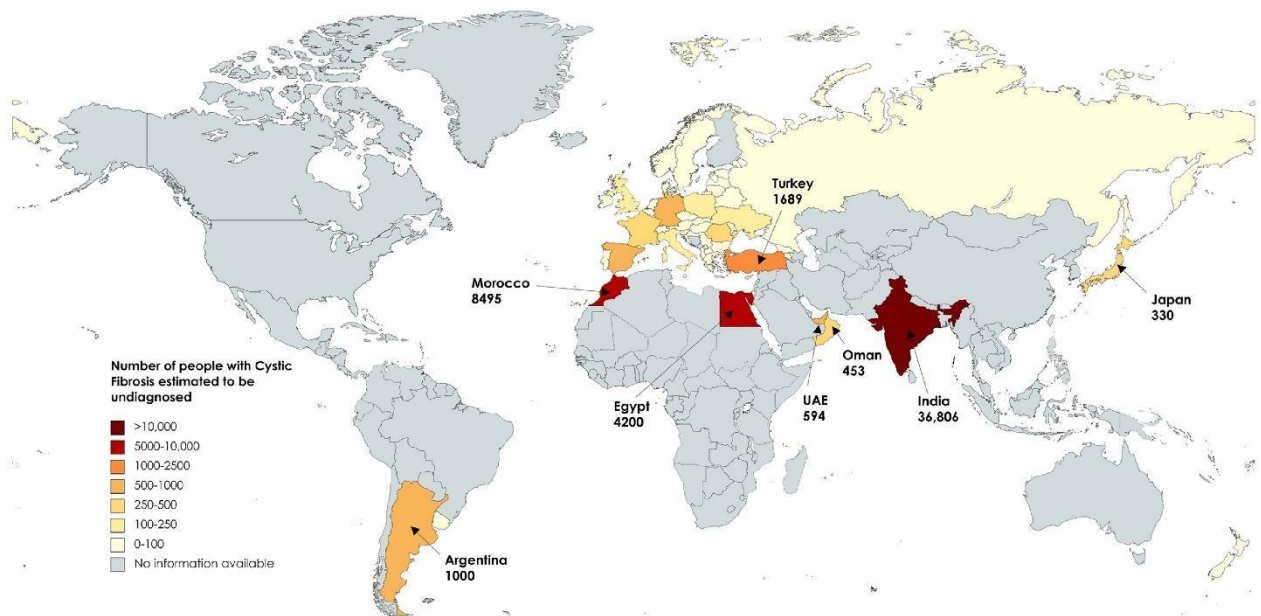 Turkey
1689
Morocco
8495
Japan
330
Oman
453
Egypt
4200
UAE
594
India
36,806
Number of people with Cystic
Fibrosis estimated to be
undiagnosed
>10,000
5000-10,000
1000-2500
500-1000
250-500
100-250
0-100
No information available
Argentina
1000